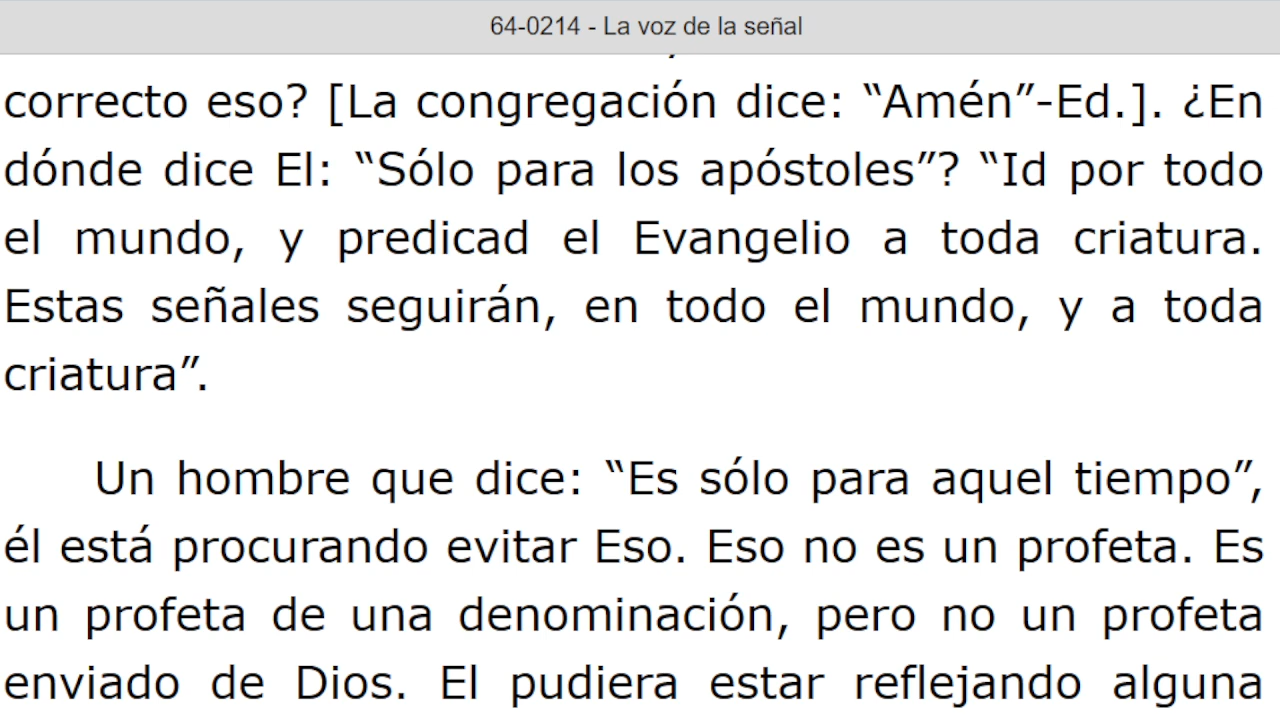 64-0214 - La voz de la señal
correcto eso? [La congregación dice: “Amén”-Ed.]. ¿En
dónde dice El: “Sólo para los apóstoles”? “Id por todo
el mundo, y predicad el Evangelio a toda criatura.
Estas señales seguirán, en todo el mundo, y a toda
criatura”.
Un hombre que dice: “Es sólo para aquel tiempo”,
él está procurando evitar Eso. Eso no es un profeta. Es
un profeta de una denominación, pero no un profeta
enviado de Dios. El pudiera estar reflejando alguna